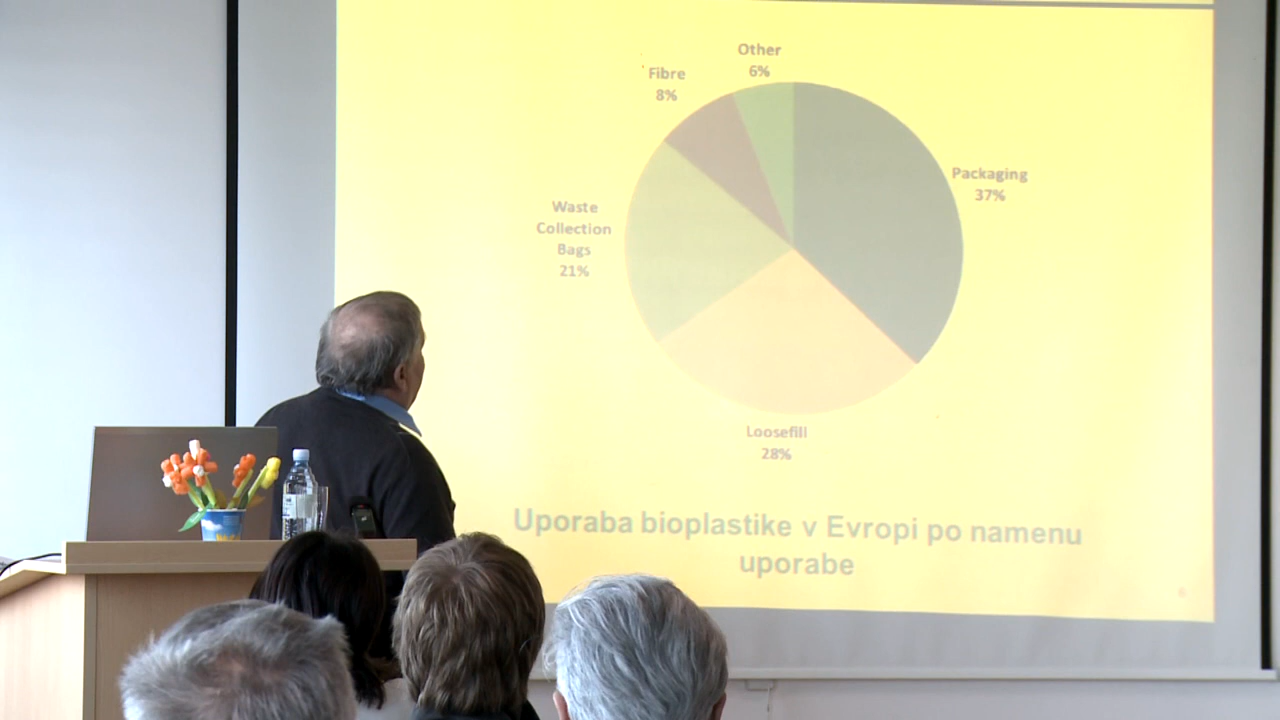 Other
6%
Fibre
8%
Packaging
37%
Waste
Collection
Bags
21%
Loosefill
28%
Uporaba bioplastike v Evropi po namenu
uporabe